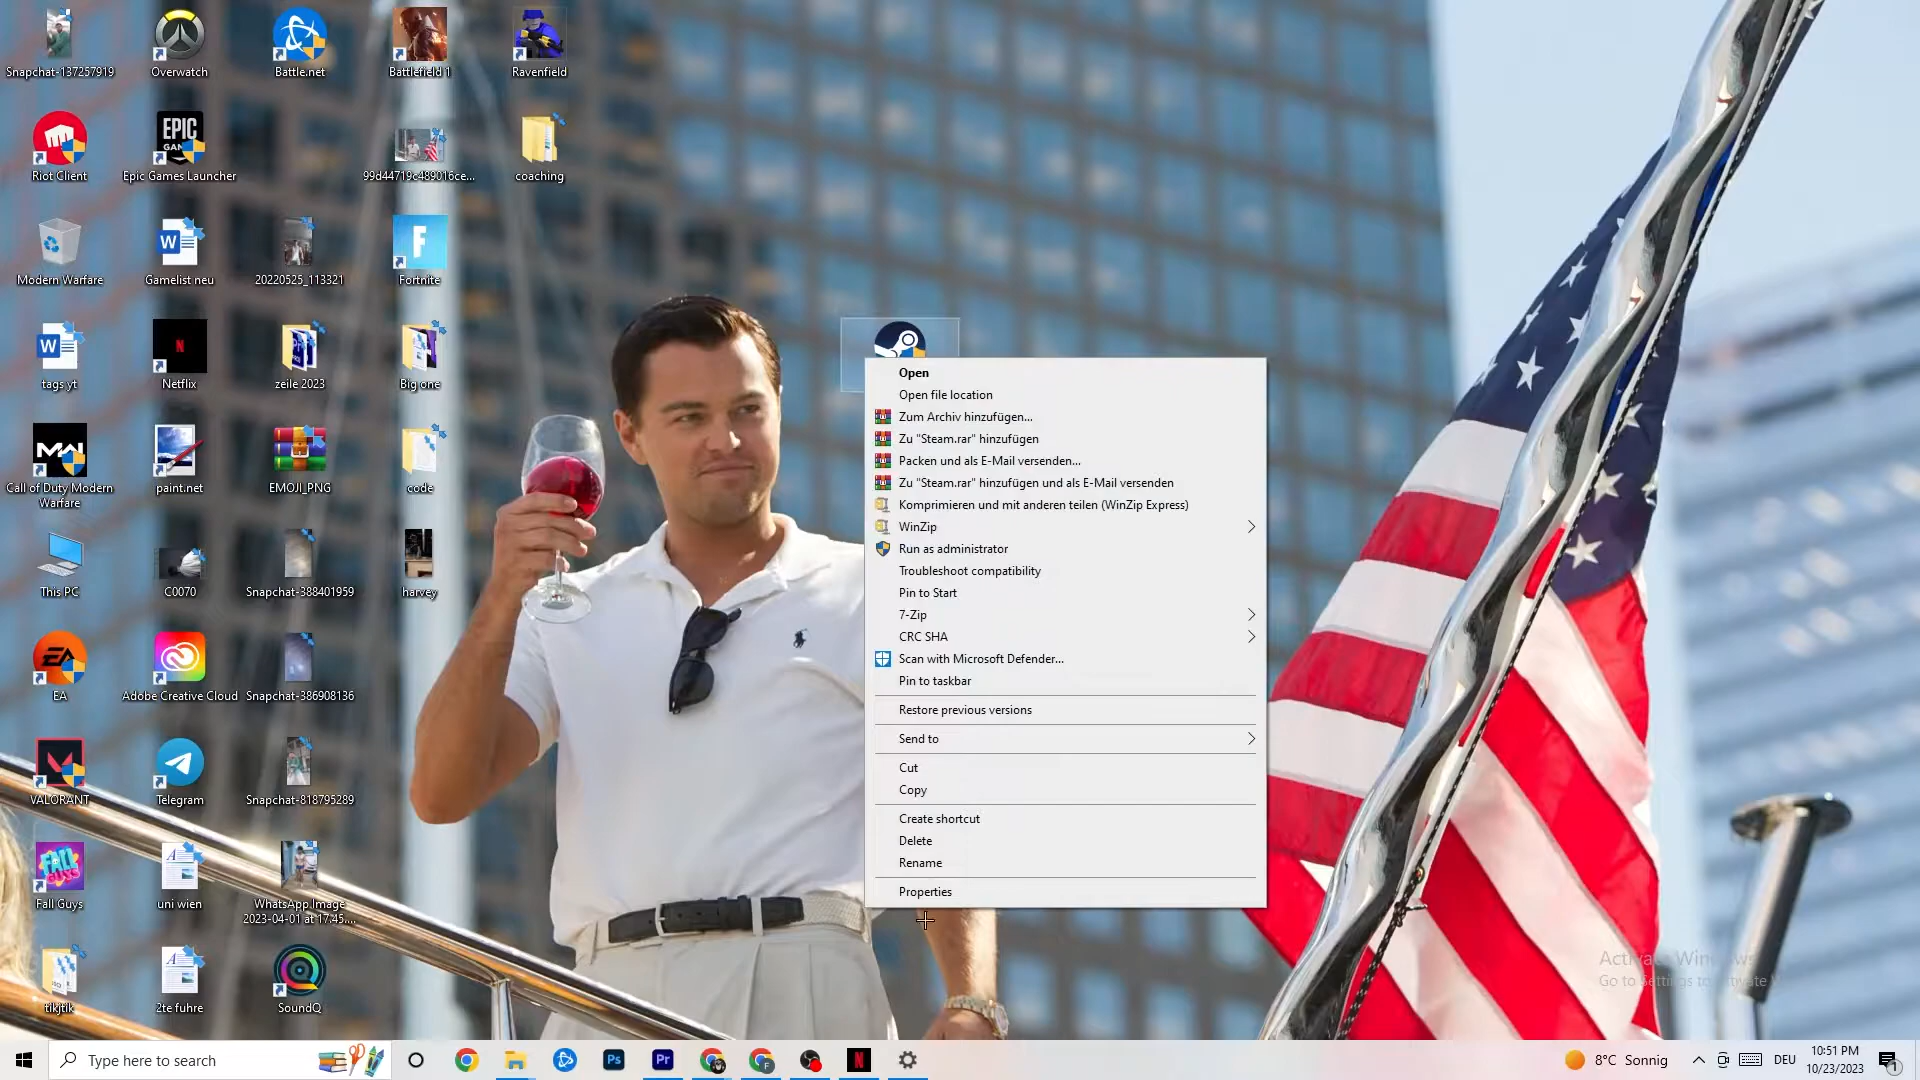 Snapchat-137257919
Overwatch
Battle.net
Battlefield 1
Ravenfield
Riot Client
EPIC
GAM
Epic Games Launcher
99d44719c489016ce...
coaching
Modern Warfare
Gamelist neu
20220525_113321
Fortnite
tags yt
Netflix
zeile 2023
Big one
Call of Duty Modern
Warfare
paint.net
EMOJI_PNG
code
This PC
C0070
Snapchat-388401959
harvey
EA
Adobe Creative Cloud
Snapchat-386908136
VALORANT
Telegram
Snapchat-818795289
Fall Guys
uni wien
WhatsApp Image
2023-04-01 at 17.45....
tikjtik
2te fuhre
SoundQ
Open
Open file location
Zum Archiv hinzufügen...
Zu "Steam.rar" hinzufügen
Packen und als E-Mail versenden...
Zu "Steam.rar" hinzufügen und als E-Mail versenden
Komprimieren und mit anderen teilen (WinZip Express)
WinZip
Run as administrator
Troubleshoot compatibility
Pin to Start
7-Zip
CRC SHA
Scan with Microsoft Defender...
Pin to taskbar
Restore previous versions
Send to
Cut
Copy
Create shortcut
Delete
Rename
Properties
Activate Windows
Go to Settings to activate W
Type here to search
Ps
Pr
8°C Sonnig
DEU
10:51 PM
10/23/2023
1